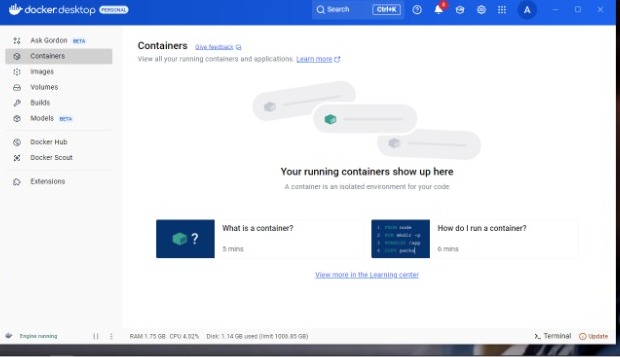 docker.desktop PERSONAL
Search Ctrl+K
A
Ask Gordon BETA
Containers
Images
Volumes
Builds
Models BETA
Docker Hub
Docker Scout
Extensions
Containers Give feedback
View all your running containers and applications. Learn more
Your running containers show up here
A container is an isolated environment for your code
?
What is a container?
5 mins
1 FROM node
2 RUN mkdir -p
3 WORKDIR /app
4 COPY packa
How do I run a container?
6 mins
View more in the Learning center
Engine running
RAM 1.75 GB CPU 4.02% Disk: 1.14 GB used (limit 1006.85 GB)
Terminal
Update